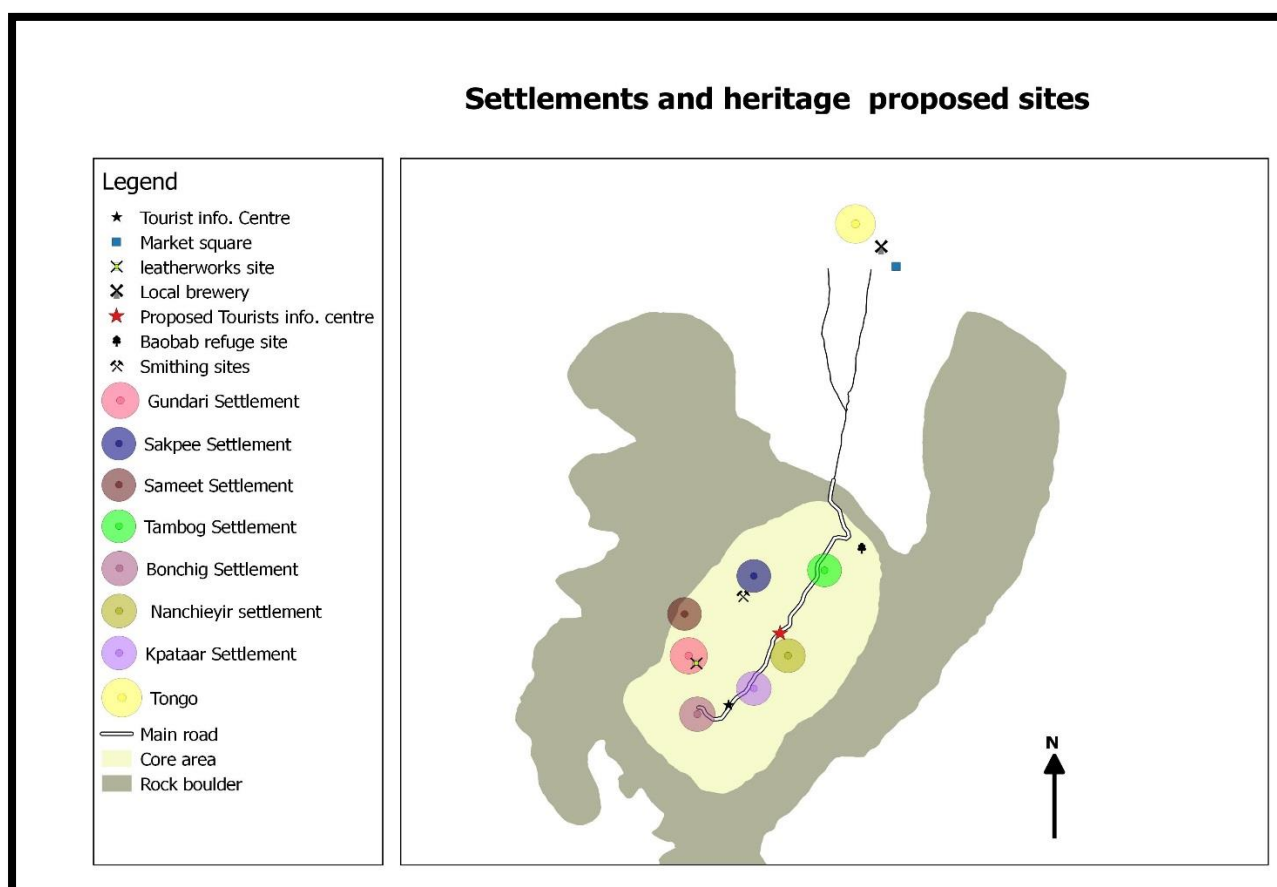 Settlements and heritage  proposed sites
Legend
Tourist info. Centre
Market square
leatherworks site
Local brewery
Proposed Tourists info. centre
Baobab refuge site
Smithing sites
Gundari Settlement
Sakpee Settlement
Sameet Settlement
Tambog Settlement
Bonchig Settlement
Nanchieyir settlement
Kpataar Settlement
Tongo
Main road
Core area
Rock boulder
N